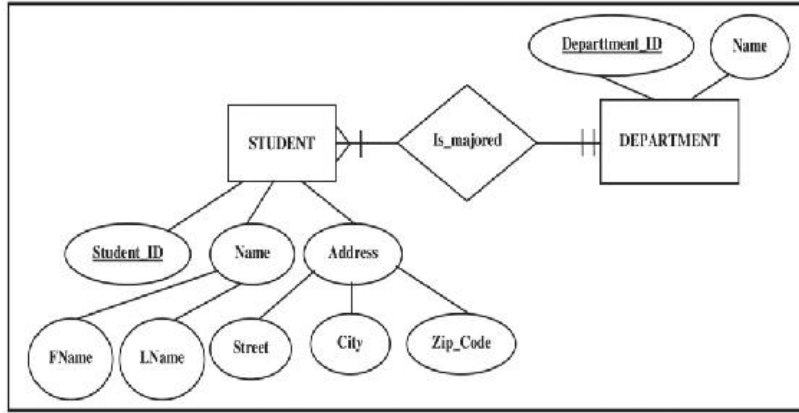 Departtment_ID
Name
STUDENT
Is_majored
DEPARTMENT
Student_ID
Name
Address
FName
LName
Street
City
Zip_Code